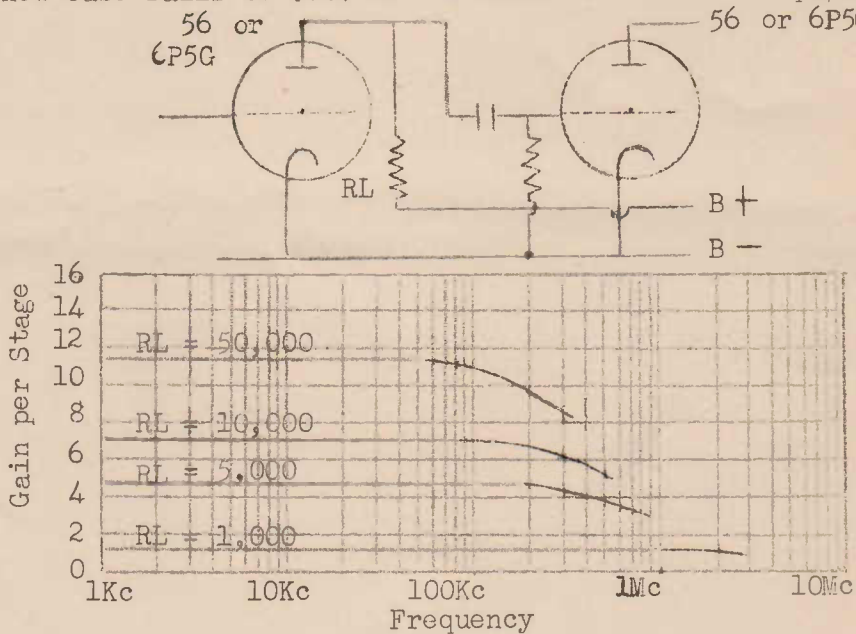 56 or
6P5G
56 or 6P5
RL
B +
B -
Gain per Stage
16
14
12
10
8
6
4
2
0
RL = 50,000
RL = 10,000
RL = 5,000
RL = 1,000
1Kc
10Kc
100Kc
1Mc
10Mc
Frequency